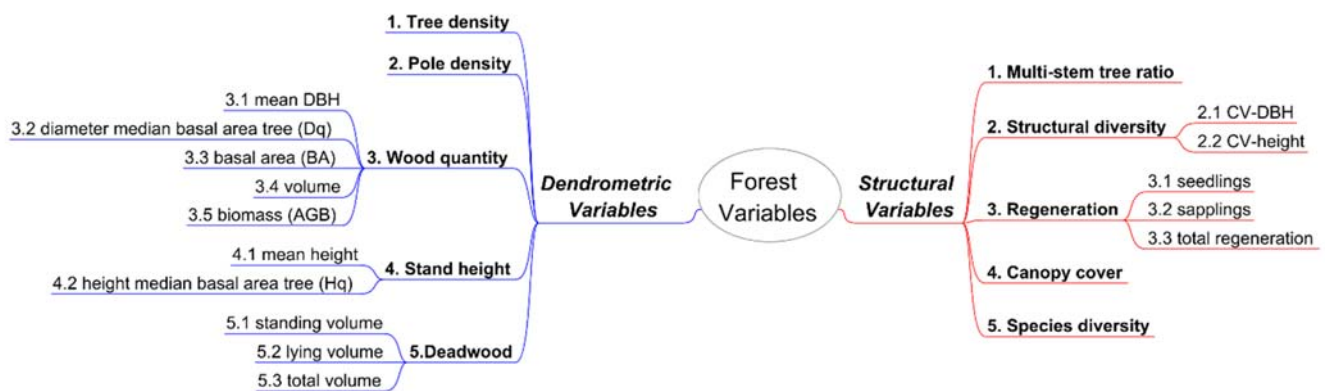 1. Tree density
2. Pole density
3.1 mean DBH
3.2 diameter median basal area tree (Dq)
3.3 basal area (BA)
3.4 volume
3.5 biomass (AGB)
3. Wood quantity
4.1 mean height
4.2 height median basal area tree (Hq)
4. Stand height
5.1 standing volume
5.2 lying volume
5.3 total volume
5.Deadwood
Dendrometric
Variables
Forest
Variables
Structural
Variables
1. Multi-stem tree ratio
2. Structural diversity
2.1 CV-DBH
2.2 CV-height
3. Regeneration
3.1 seedlings
3.2 sapplings
3.3 total regeneration
4. Canopy cover
5. Species diversity